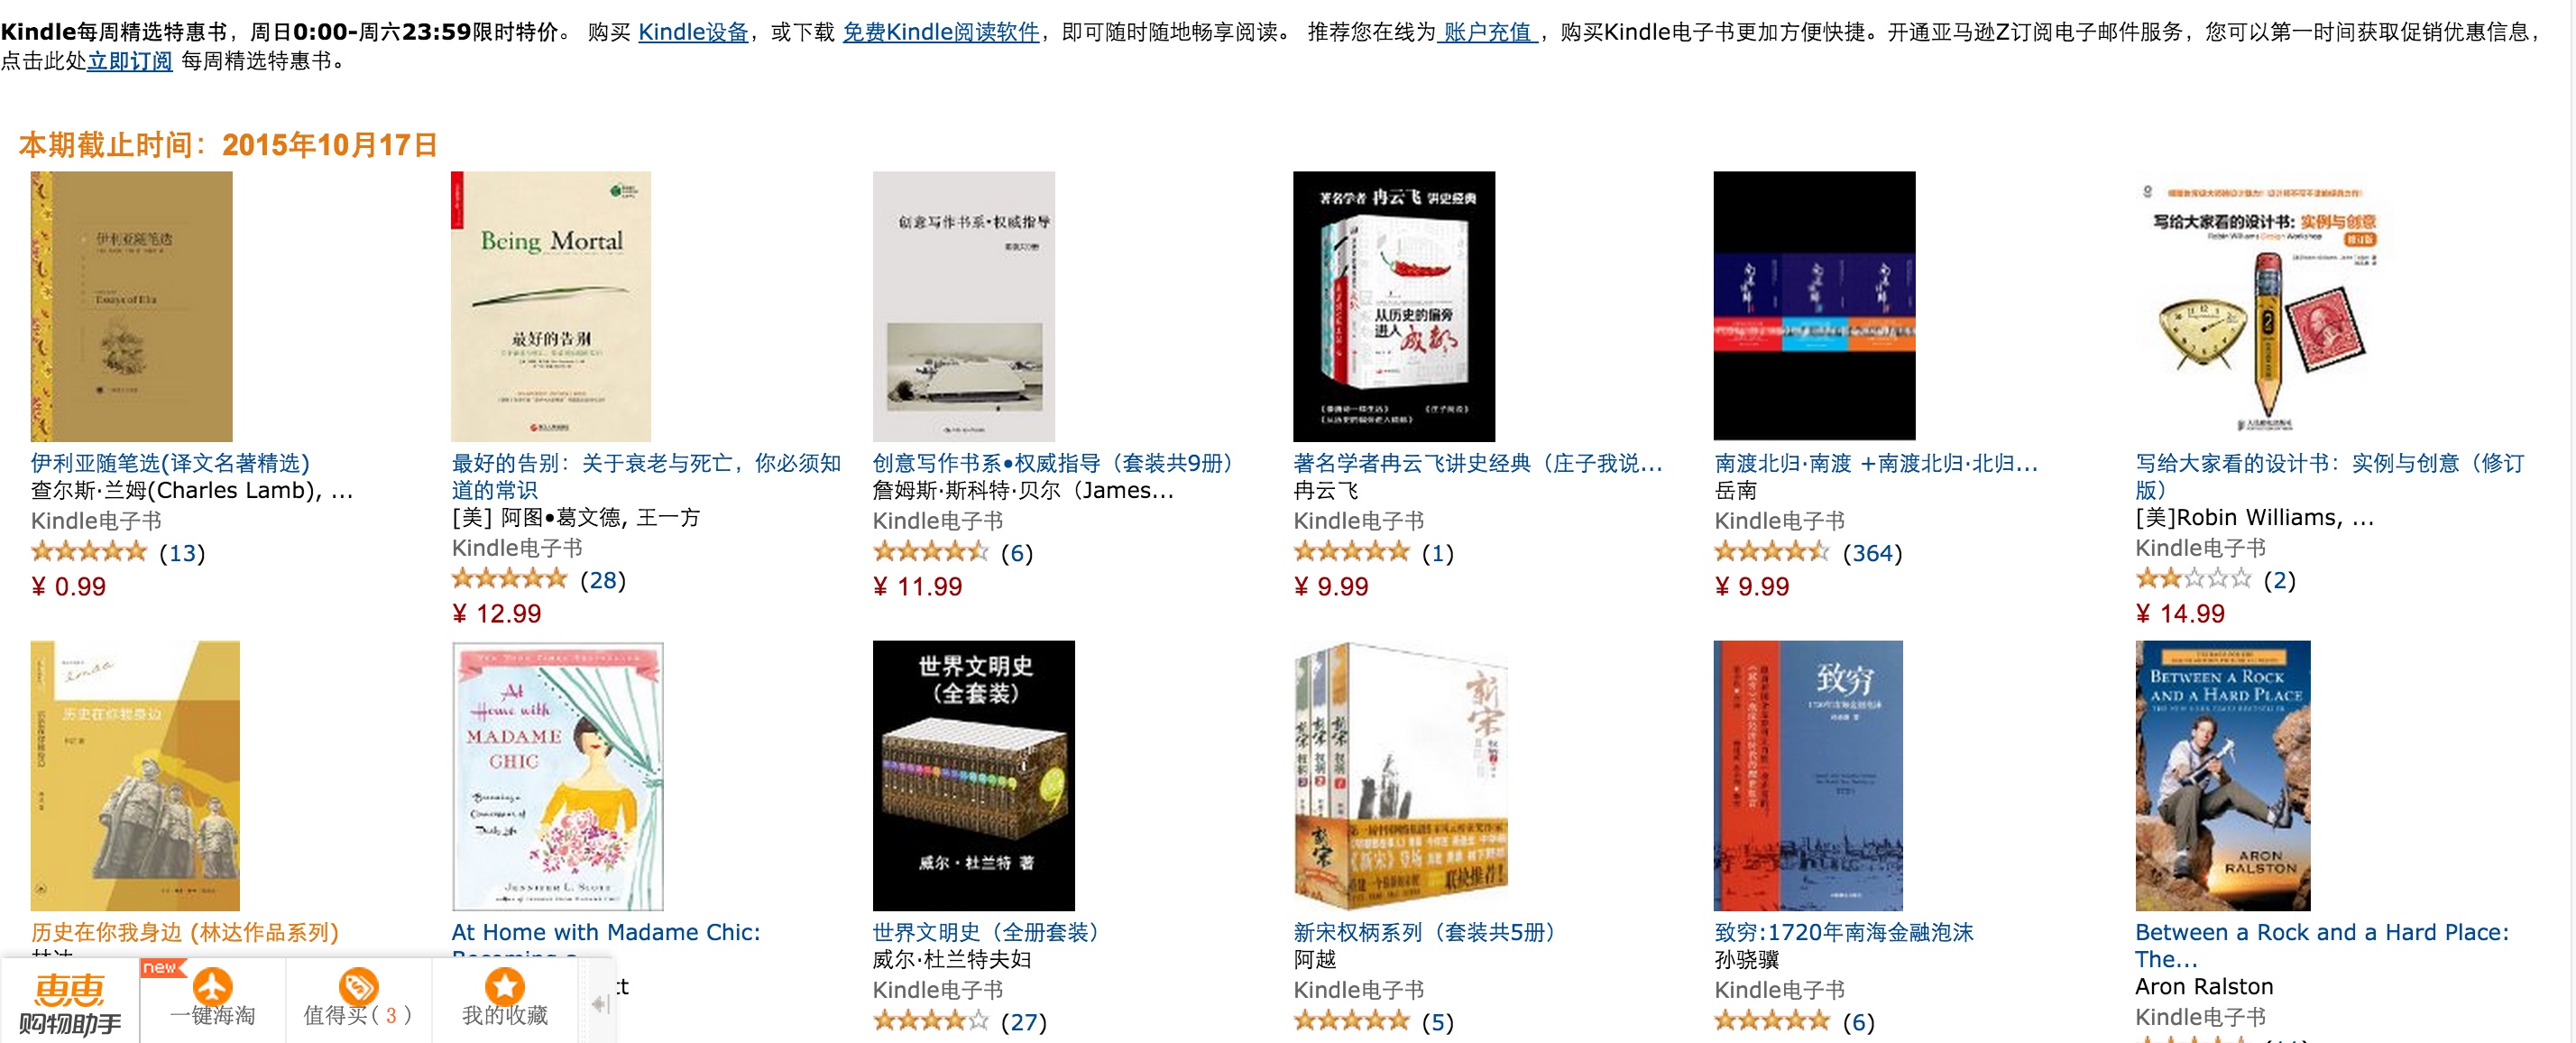 Kindle每周精选特惠书，周日0:00-周六23:59限时特价。 购买 Kindle设备，或下载 免费Kindle阅读软件，即可随时随地畅享阅读。 推荐您在线为 账户充值 ，购买Kindle电子书更加方便快捷。开通亚马逊Z订阅电子邮件服务，您可以第一时间获取促销优惠信息，
点击此处立即订阅 每周精选特惠书。
本期截止时间：2015年10月17日
伊利亚随笔选
Essays of Elia
Being Mortal
最好的告别
创意写作书系•权威指导
著名学者 冉云飞 讲史经典
从历史的偏旁
进入成都
写给大家看的设计书：实例与创意
Robin Williams Design Workshop
修订版
伊利亚随笔选(译文名著精选)
查尔斯·兰姆(Charles Lamb), ...
Kindle电子书
(13)
¥ 0.99
最好的告别：关于衰老与死亡，你必须知
道的常识
[美] 阿图•葛文德, 王一方
Kindle电子书
(28)
¥ 12.99
创意写作书系•权威指导（套装共9册）
詹姆斯·斯科特·贝尔（James...
Kindle电子书
(6)
¥ 11.99
著名学者冉云飞讲史经典（庄子我说...
冉云飞
Kindle电子书
(1)
¥ 9.99
南渡北归·南渡 +南渡北归·北归...
岳南
Kindle电子书
(364)
¥ 9.99
写给大家看的设计书：实例与创意（修订
版）
[美]Robin Williams, ...
Kindle电子书
(2)
¥ 14.99
历史在你我身边
At
Home with
MADAME
CHIC
Becoming a
Connoisseur of
Daily Life
JENNIFER L. SCOTT
世界文明史
（全套装）
威尔·杜兰特 著
新宋
致穷
1720年南海金融泡沫
BETWEEN A ROCK
AND A HARD PLACE
THE NEW YORK TIMES BESTSELLER
ARON
RALSTON
历史在你我身边 (林达作品系列)
林达
At Home with Madame Chic:
Becoming a
tt
世界文明史（全册套装）
威尔·杜兰特夫妇
Kindle电子书
(27)
新宋权柄系列（套装共5册）
阿越
Kindle电子书
(5)
致穷:1720年南海金融泡沫
孙骁骥
Kindle电子书
(6)
Between a Rock and a Hard Place:
The...
Aron Ralston
Kindle电子书
惠惠
购物助手
new
一键海淘
值得买( 3 )
我的收藏